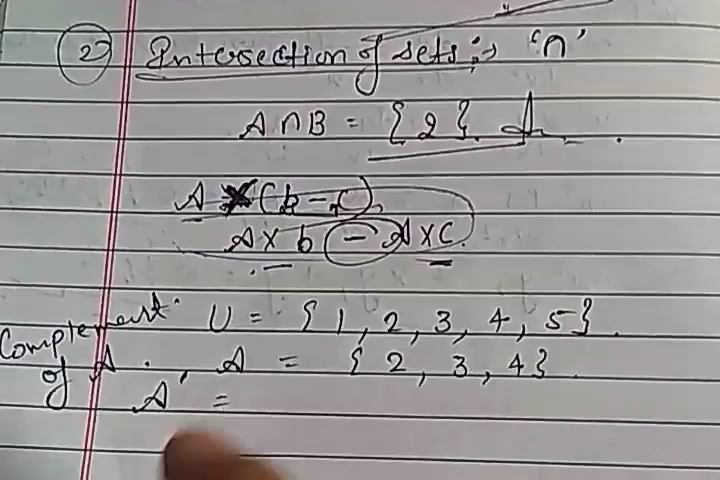 2) Intersection of sets :→ 'n'
A ∩ B = { 2 }.
A × (b - c),
A × b - A × c.
Complement of A. U = { 1, 2, 3, 4, 5 }.
, A = { 2, 3, 4 }.
A' =